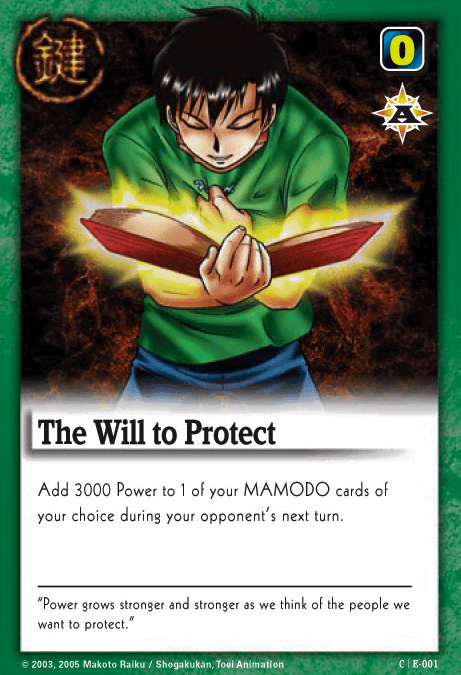 鍵
0
A
The Will to Protect
Add 3000 Power to 1 of your MAMODO cards of
your choice during your opponent's next turn.
"Power grows stronger and stronger as we think of the people we
want to protect."
© 2003, 2005 Makoto Raiku / Shogakukan, Toei Animation
C | E-001